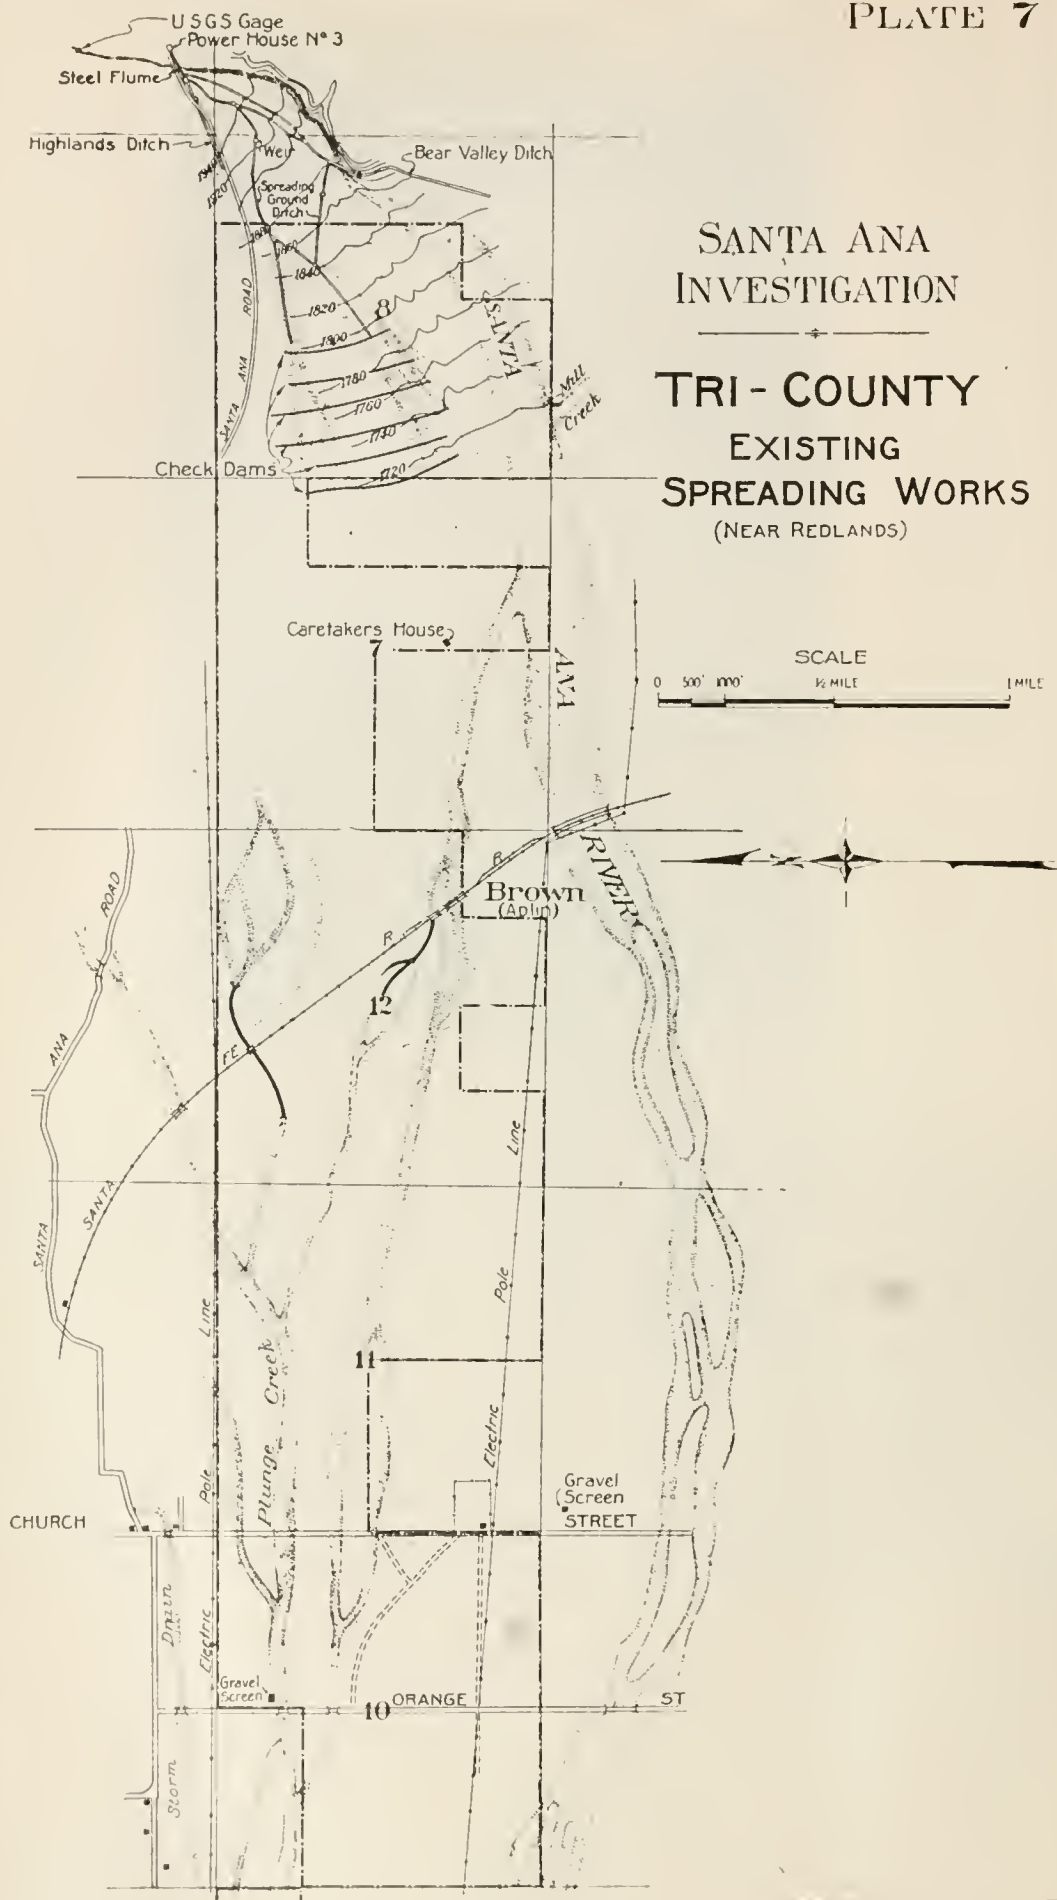 PLATE 7
USGS Gage
Power House Nº 3
Steel Flume
Highlands Ditch
Weir
Bear Valley Ditch
Spreading
Ground
Ditch
1940
1920
1880
1860
1840
1820
1800
1780
1760
1740
1720
8
SANTA ANA ROAD
SANTA
Mill
Creek
Check Dams
SANTA ANA
INVESTIGATION
TRI-COUNTY
EXISTING
SPREADING WORKS
(NEAR REDLANDS)
SCALE
0 500' 1000' ½ MILE 1 MILE
Caretakers House
7
ANA
RIVER
Brown
(Aplin)
R R
FE
SANTA
12
SANTA ANA ROAD
Electric Pole Line
Electric Pole Line
11
Plunge Creek
Gravel
Screen
CHURCH STREET
Storm Drain
Gravel
Screen
10
ORANGE ST